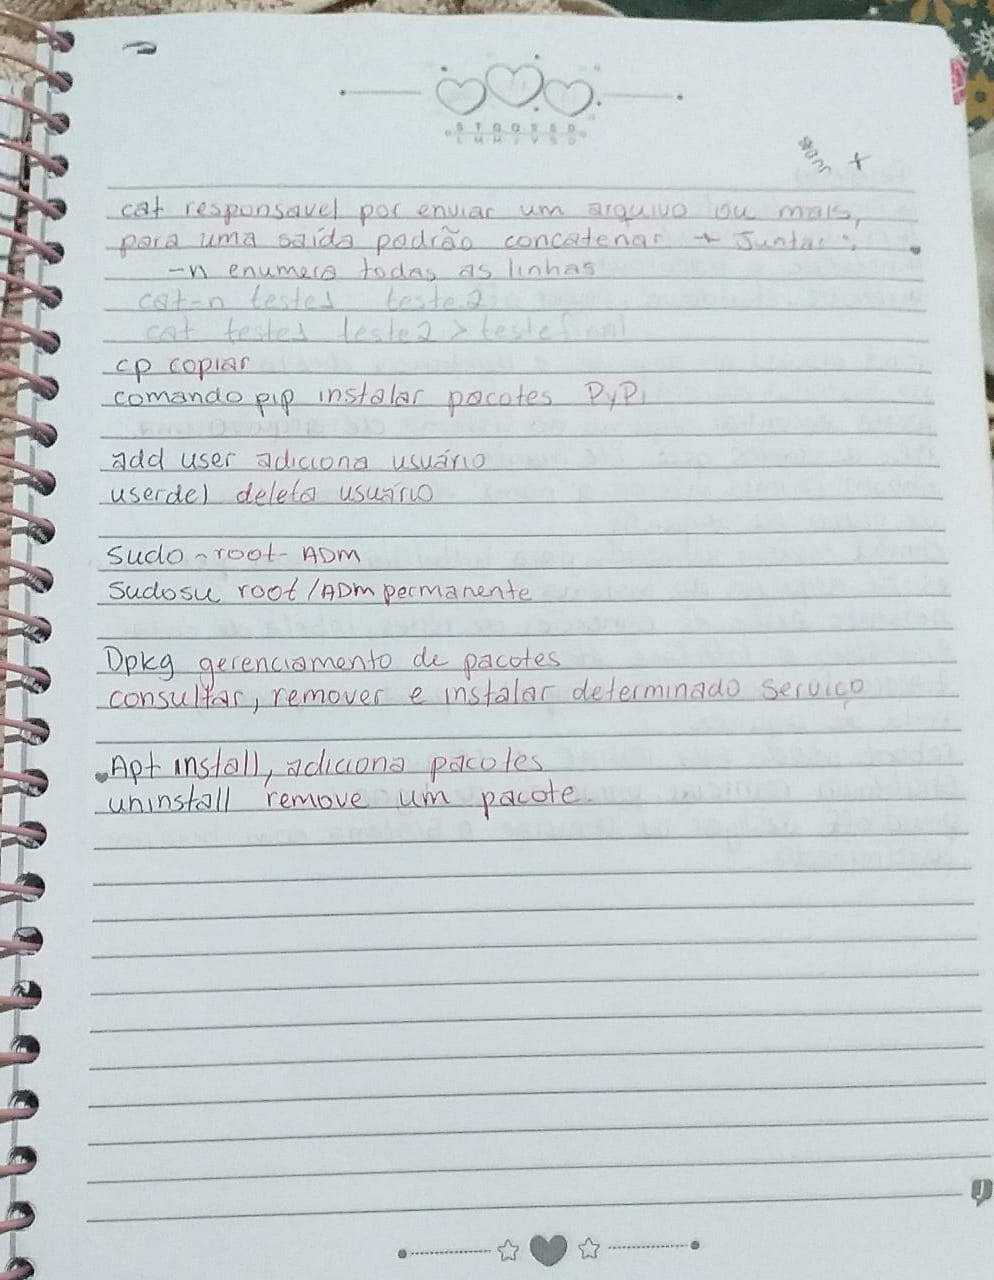 cat responsavel por enviar um arquivo ou mais,
para uma saída padrão concatenar → Juntar;
-n enumera todas as linhas
cat-n teste1 teste2
cat teste1 teste2 > testefinal
cp copiar
comando pip instalar pacotes PyPi
add user adiciona usuário
userdel deleta usuário
Sudo - root - ADM
Sudosu root / ADM permanente
Dpkg gerenciamento de pacotes
consultar, remover e instalar determinado serviço
.Apt install, adiciona pacotes
uninstall remove um pacote.